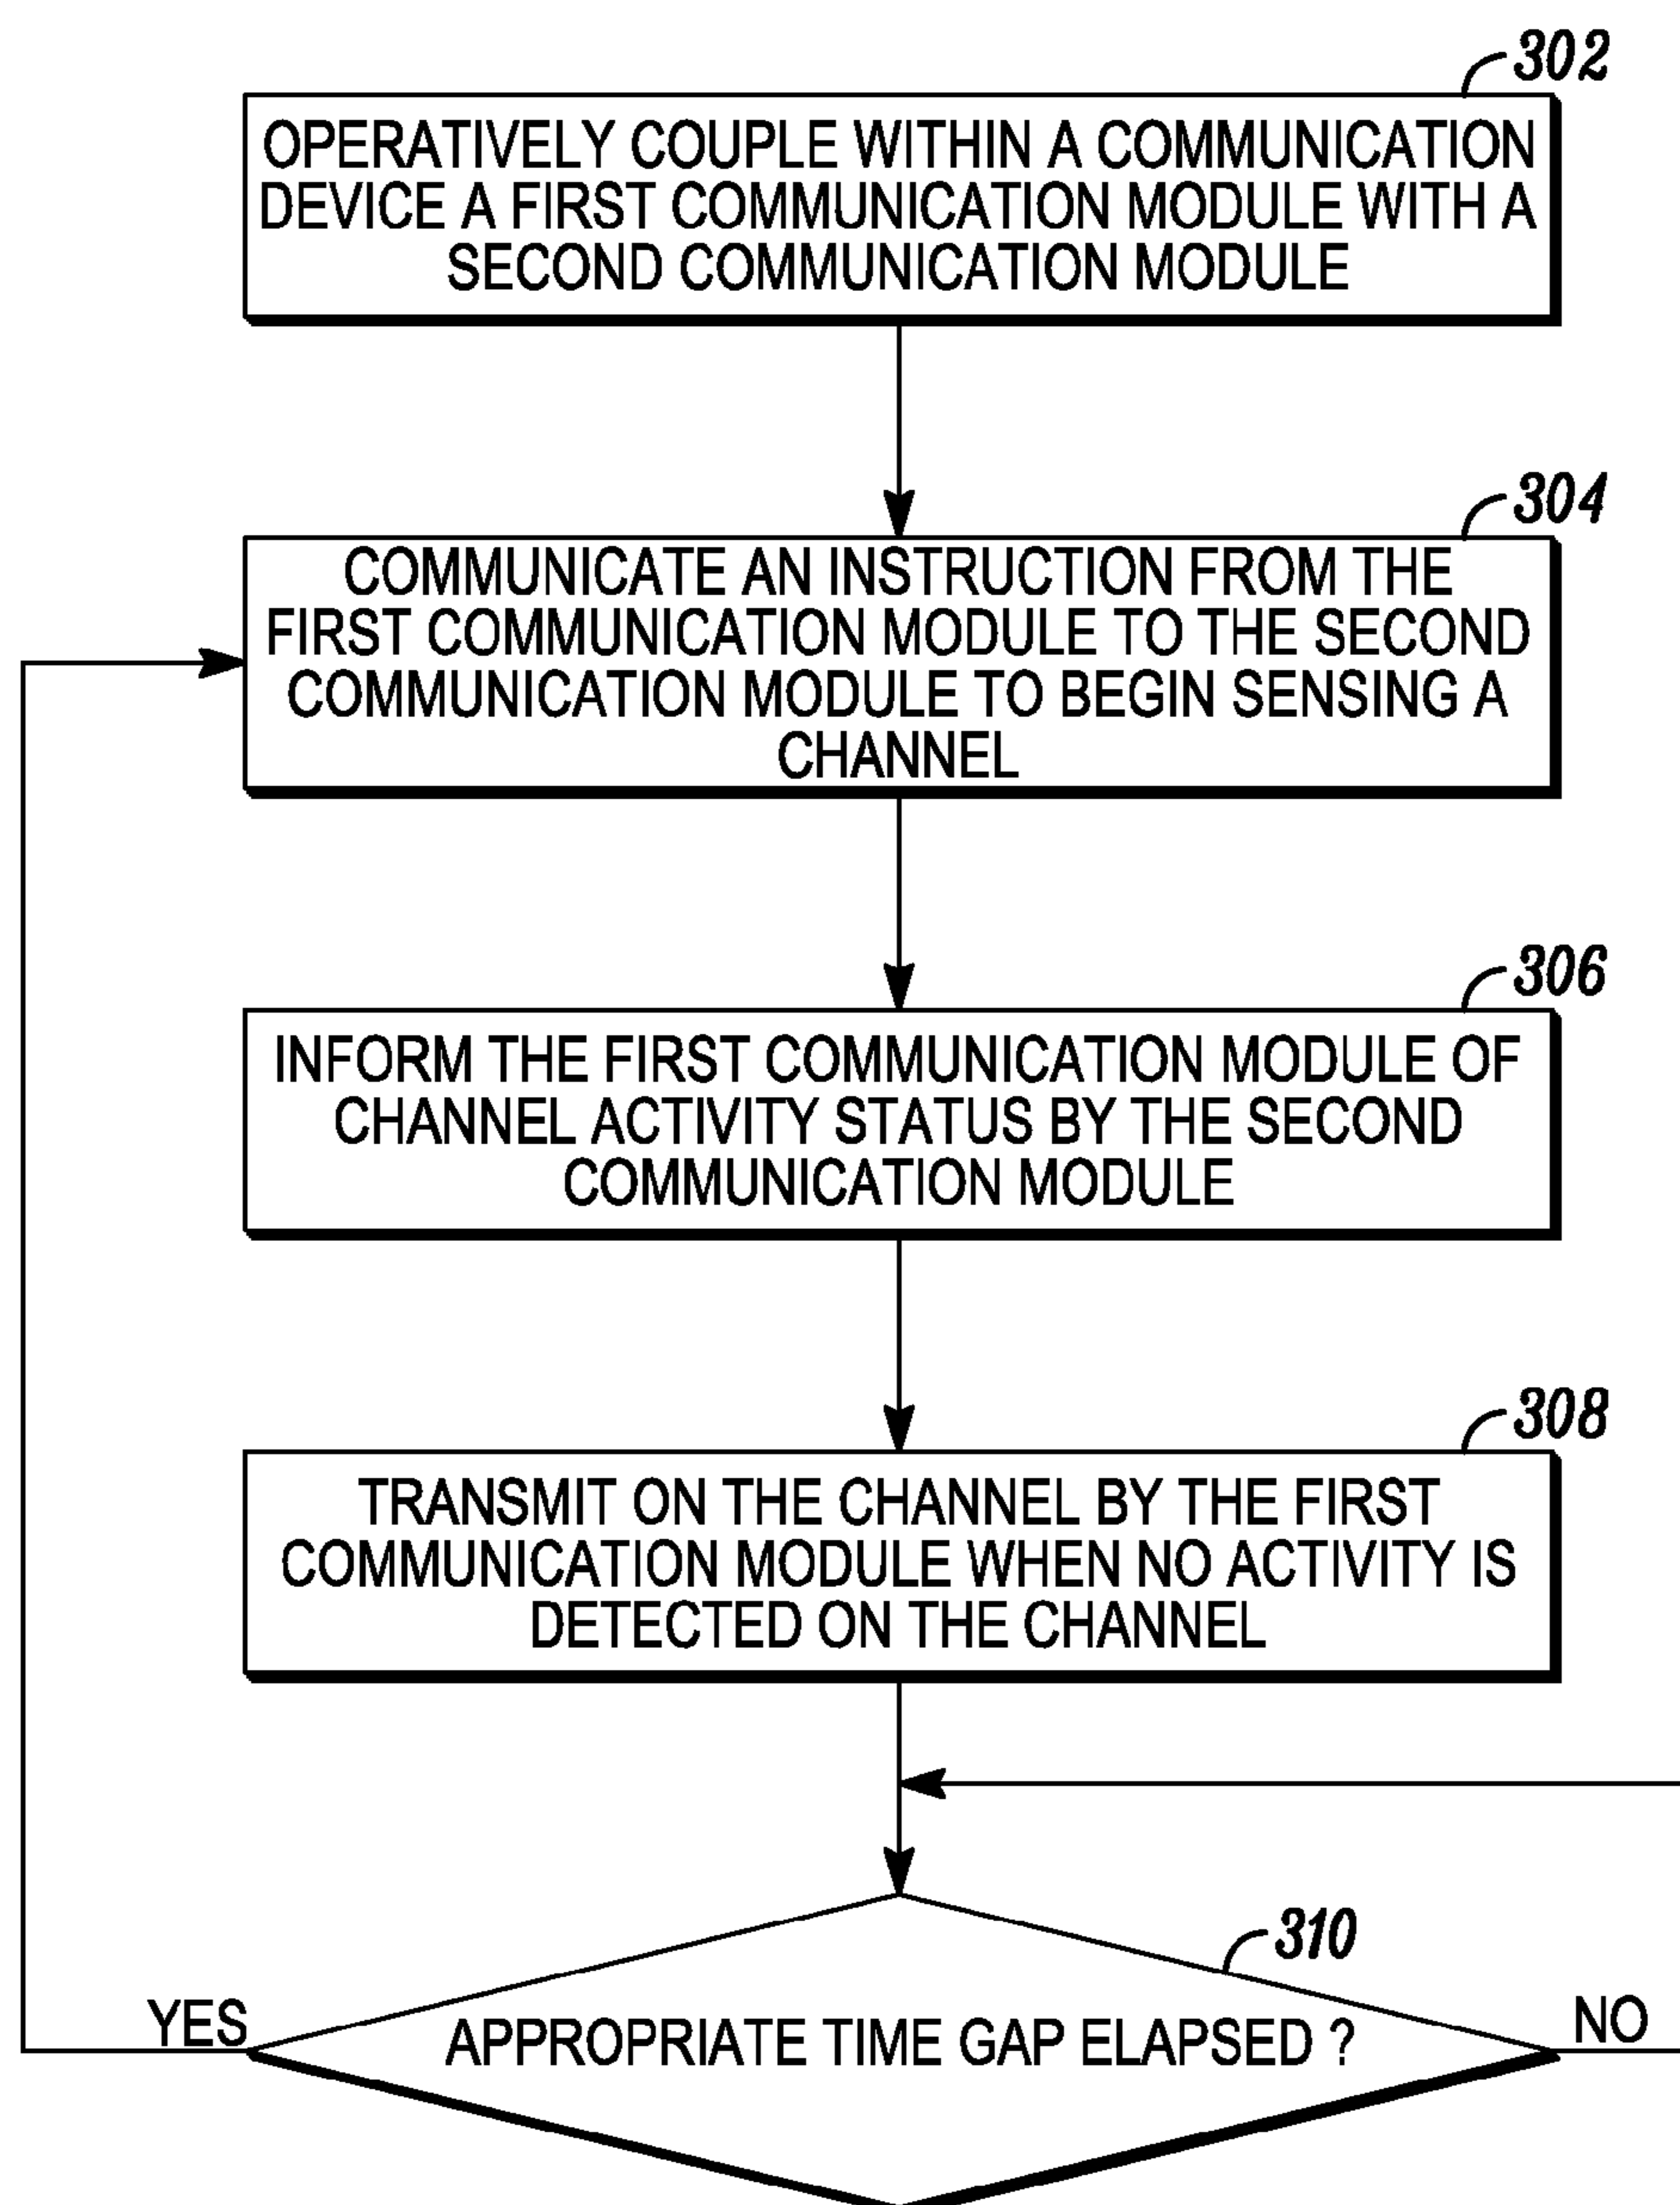 302
OPERATIVELY COUPLE WITHIN A COMMUNICATION
DEVICE A FIRST COMMUNICATION MODULE WITH A
SECOND COMMUNICATION MODULE
304
COMMUNICATE AN INSTRUCTION FROM THE
FIRST COMMUNICATION MODULE TO THE SECOND
COMMUNICATION MODULE TO BEGIN SENSING A
CHANNEL
306
INFORM THE FIRST COMMUNICATION MODULE OF
CHANNEL ACTIVITY STATUS BY THE SECOND
COMMUNICATION MODULE
308
TRANSMIT ON THE CHANNEL BY THE FIRST
COMMUNICATION MODULE WHEN NO ACTIVITY IS
DETECTED ON THE CHANNEL
310
YES
APPROPRIATE TIME GAP ELAPSED ?
NO